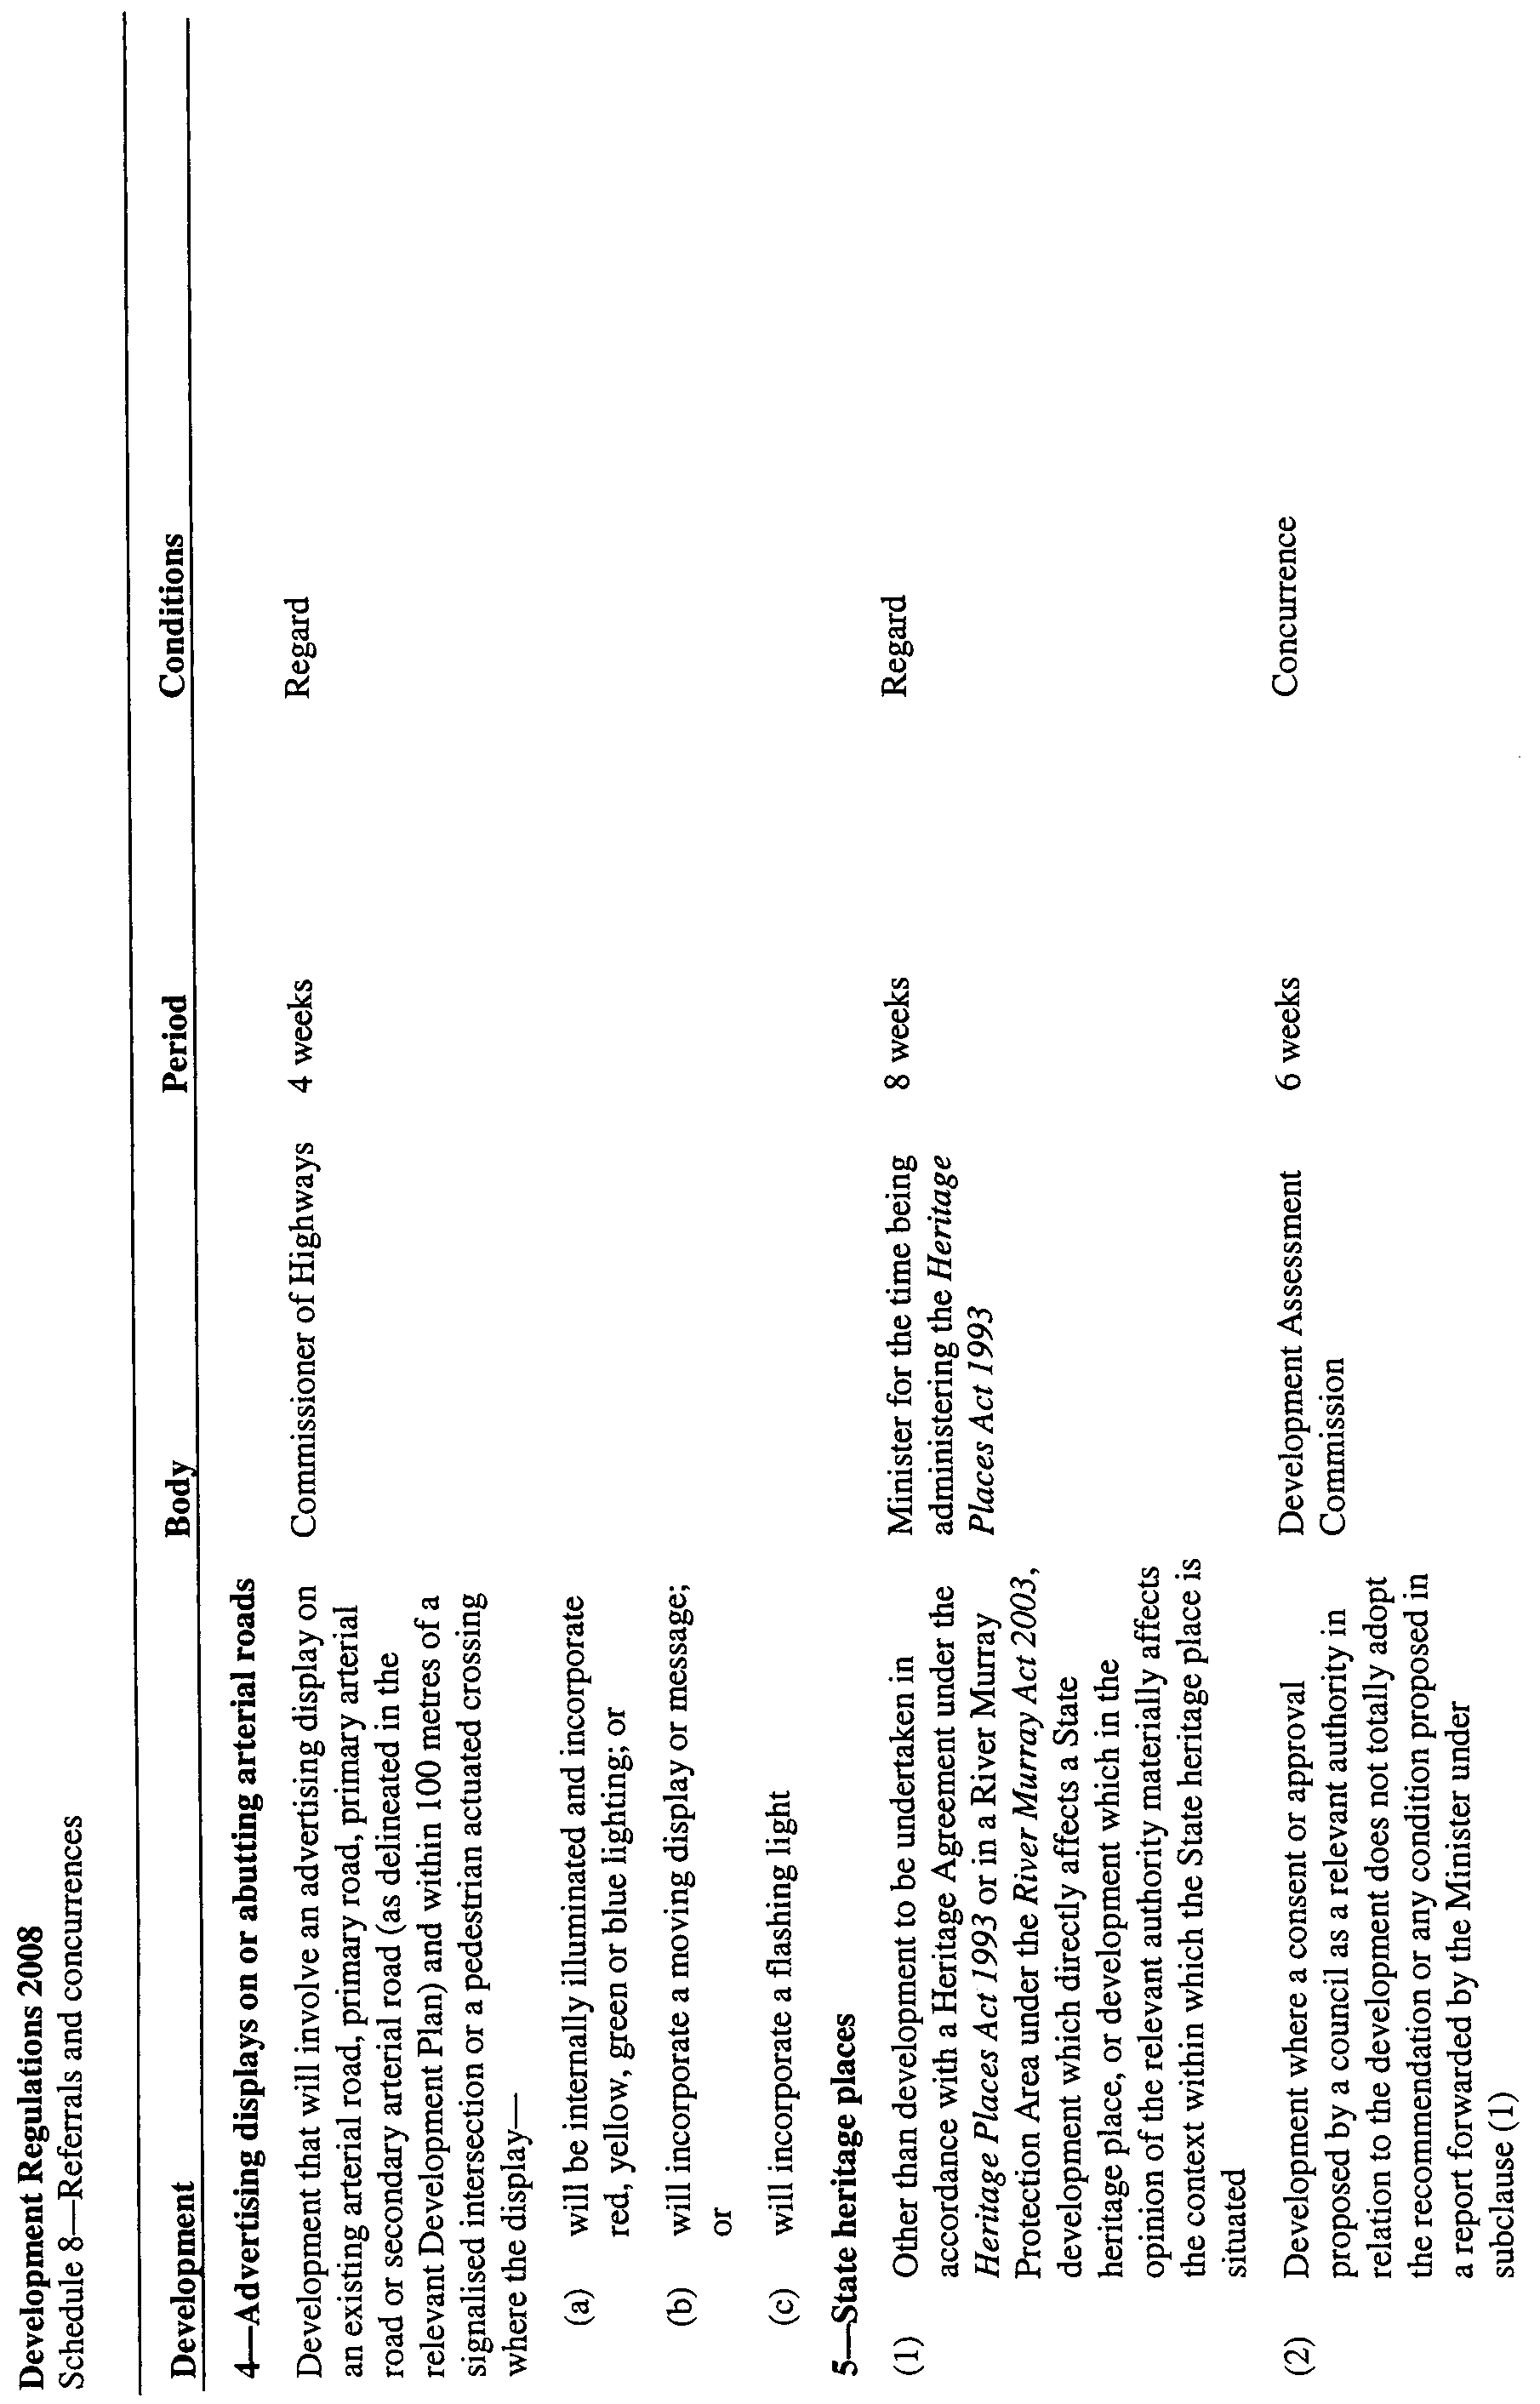 Development Regulations 2008
Schedule 8—Referrals and concurrences
Development Body Period Conditions
4—Advertising displays on or abutting arterial roads
Development that will involve an advertising display on Commissioner of Highways 4 weeks Regard
an existing arterial road, primary road, primary arterial
road or secondary arterial road (as delineated in the
relevant Development Plan) and within 100 metres of a
signalised intersection or a pedestrian actuated crossing
where the display—
(a) will be internally illuminated and incorporate
red, yellow, green or blue lighting; or
(b) will incorporate a moving display or message;
or
(c) will incorporate a flashing light
5—State heritage places
(1) Other than development to be undertaken in Minister for the time being 8 weeks Regard
accordance with a Heritage Agreement under the administering the Heritage
Heritage Places Act 1993 or in a River Murray Places Act 1993
Protection Area under the River Murray Act 2003,
development which directly affects a State
heritage place, or development which in the
opinion of the relevant authority materially affects
the context within which the State heritage place is
situated
(2) Development where a consent or approval Development Assessment 6 weeks Concurrence
proposed by a council as a relevant authority in Commission
relation to the development does not totally adopt
the recommendation or any condition proposed in
a report forwarded by the Minister under
subclause (1)